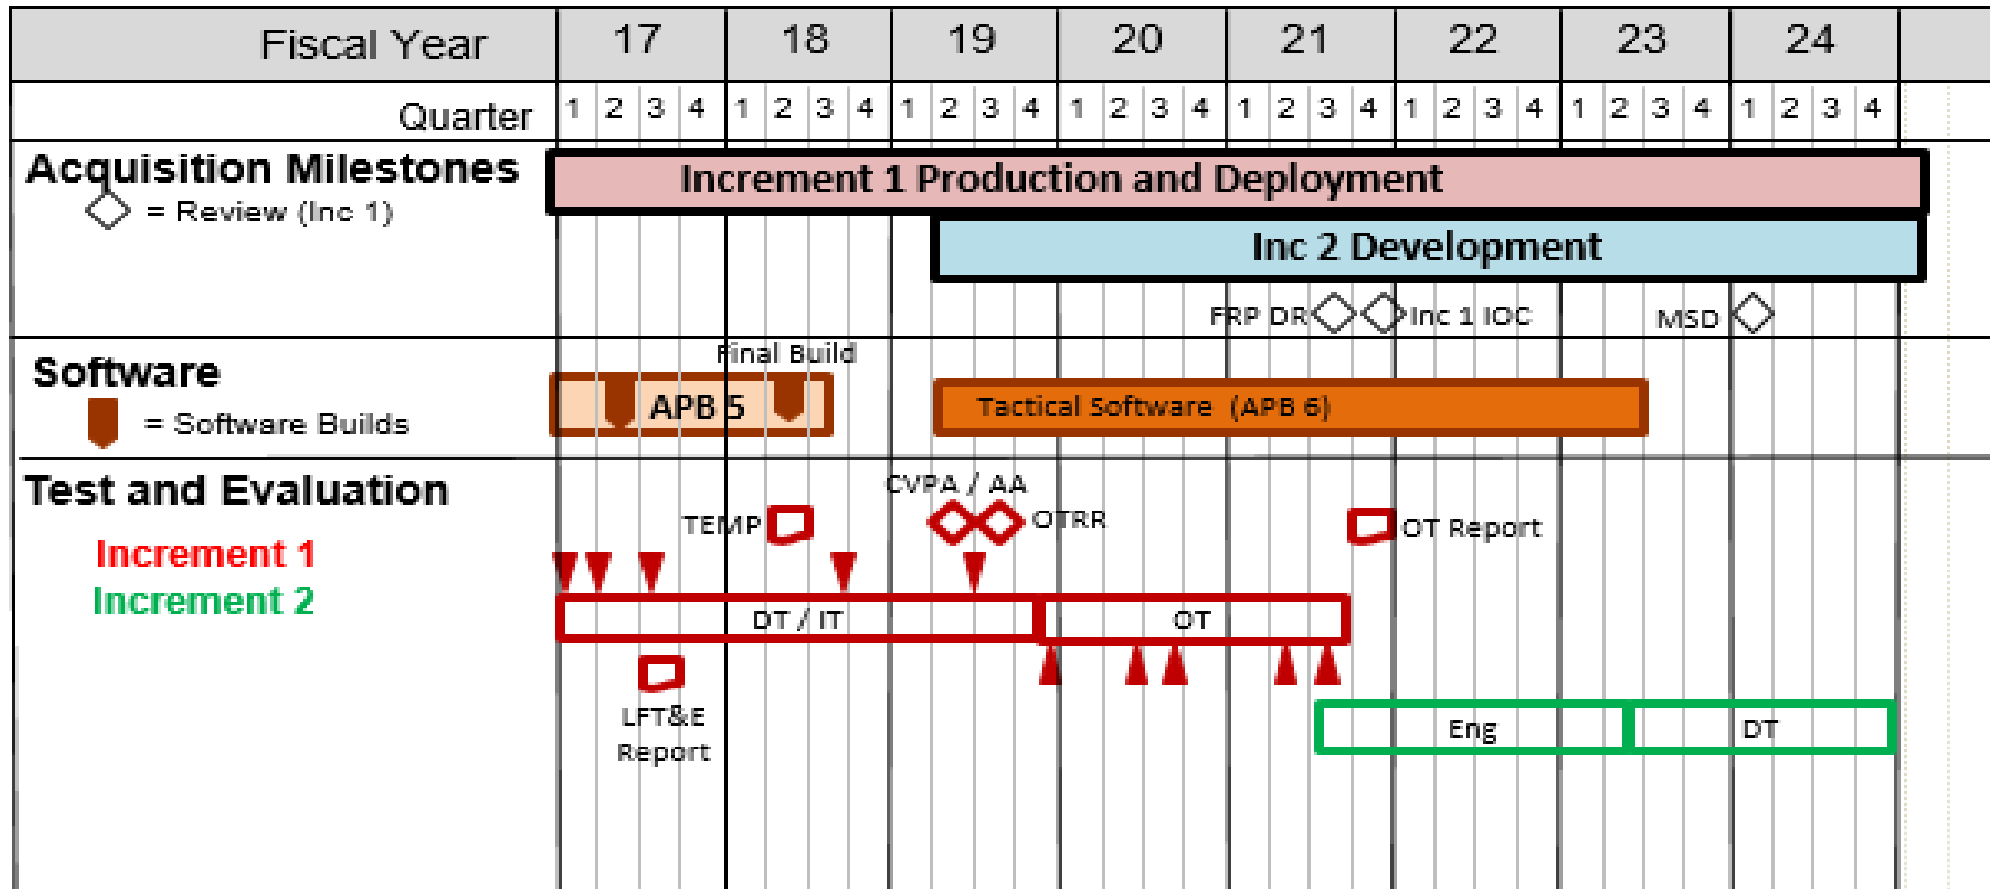 Fiscal Year 17 18 19 20 21 22 23 24
Quarter 1 2 3 4 1 2 3 4 1 2 3 4 1 2 3 4 1 2 3 4 1 2 3 4 1 2 3 4 1 2 3 4
Acquisition Milestones
= Review (Inc 1)
Increment 1 Production and Deployment
Inc 2 Development
FRP DR Inc 1 IOC MSD
Software
= Software Builds
Final Build
APB 5 Tactical Software (APB 6)
Test and Evaluation
Increment 1
Increment 2
CVPA / AA
TEMP OTRR OT Report
DT / IT OT
LFT&E
Report
Eng DT